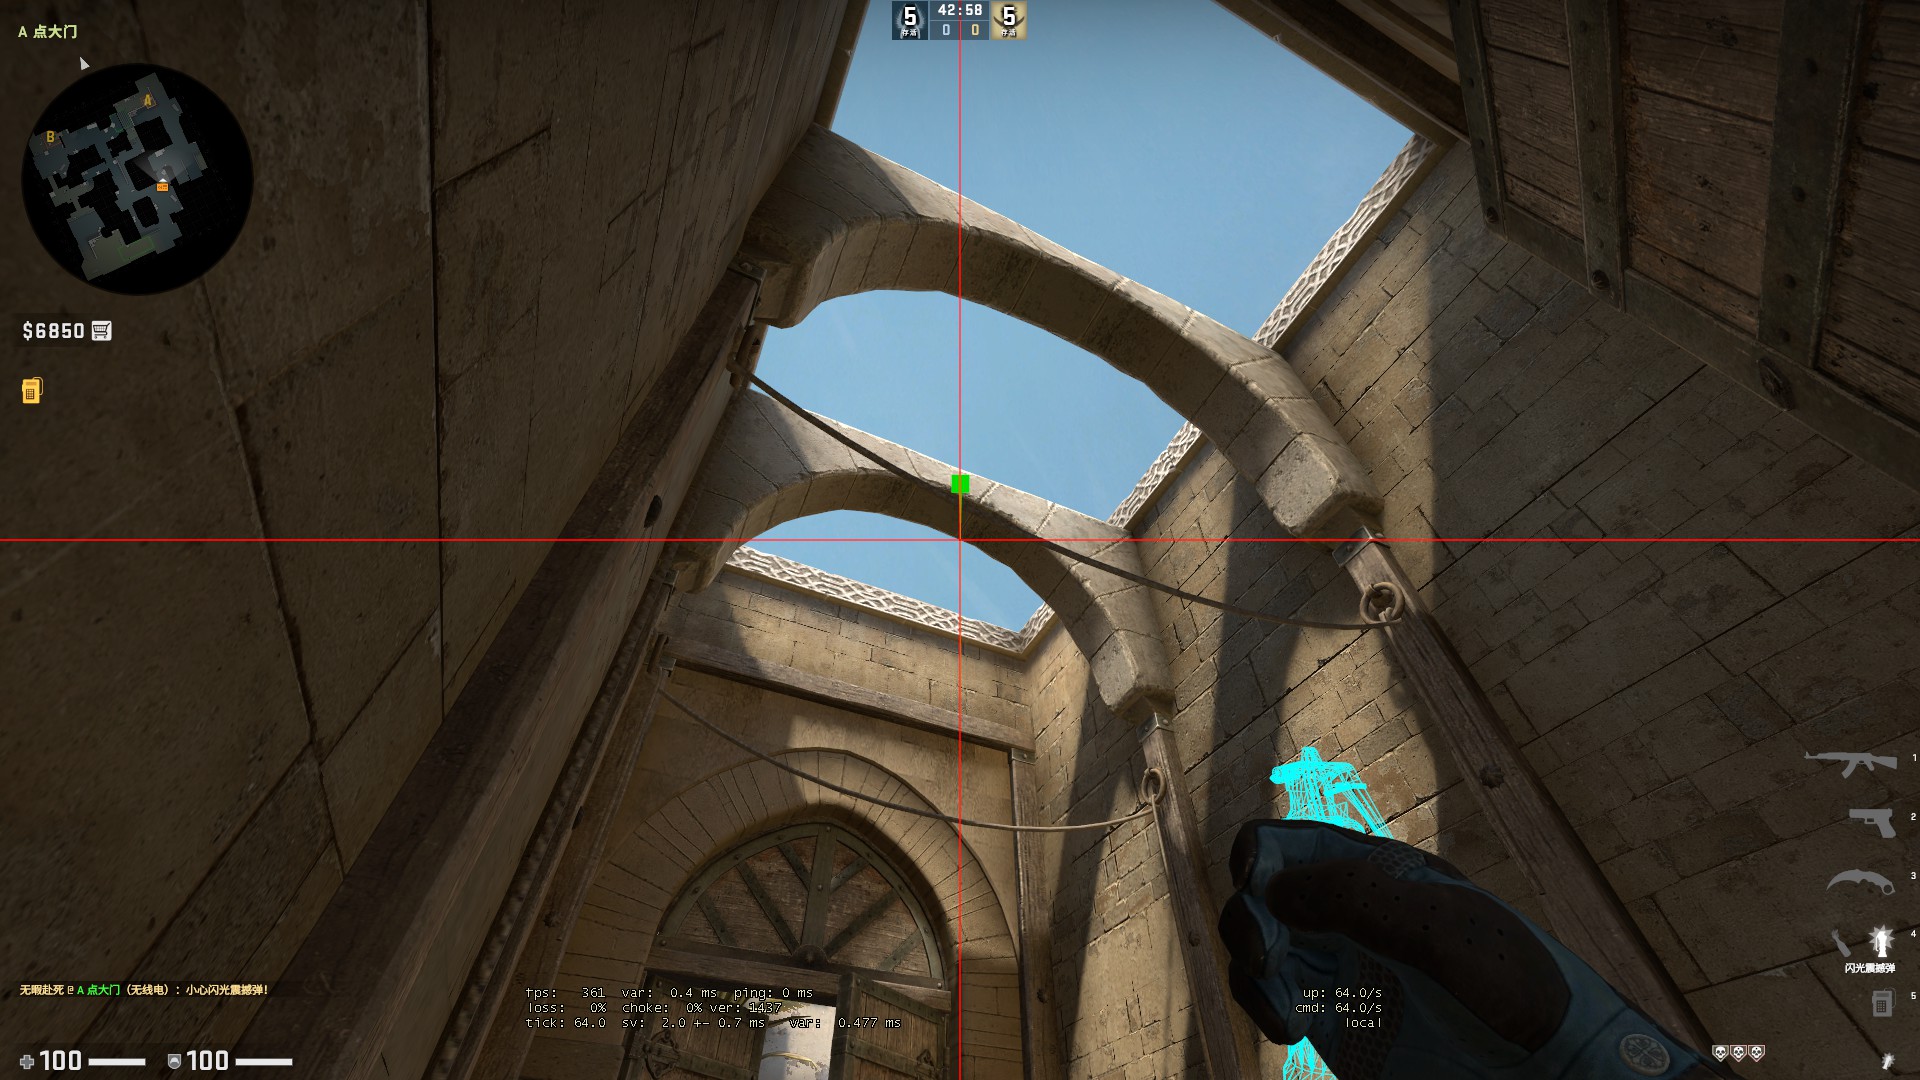 A 点大门
5
42:58
5
存活
0
0
存活
A
B
$6850
1
2
3
4
闪光震撼弹
5
无暇赴死 @ A 点大门（无线电）：小心闪光震撼弹！
fps: 361 var: 0.4 ms ping: 0 ms
loss: 0% choke: 0% ver: 1437
tick: 64.0 sv: 2.0 +- 0.7 ms var: 0.477 ms
up: 64.0/s
cmd: 64.0/s
local
100
100